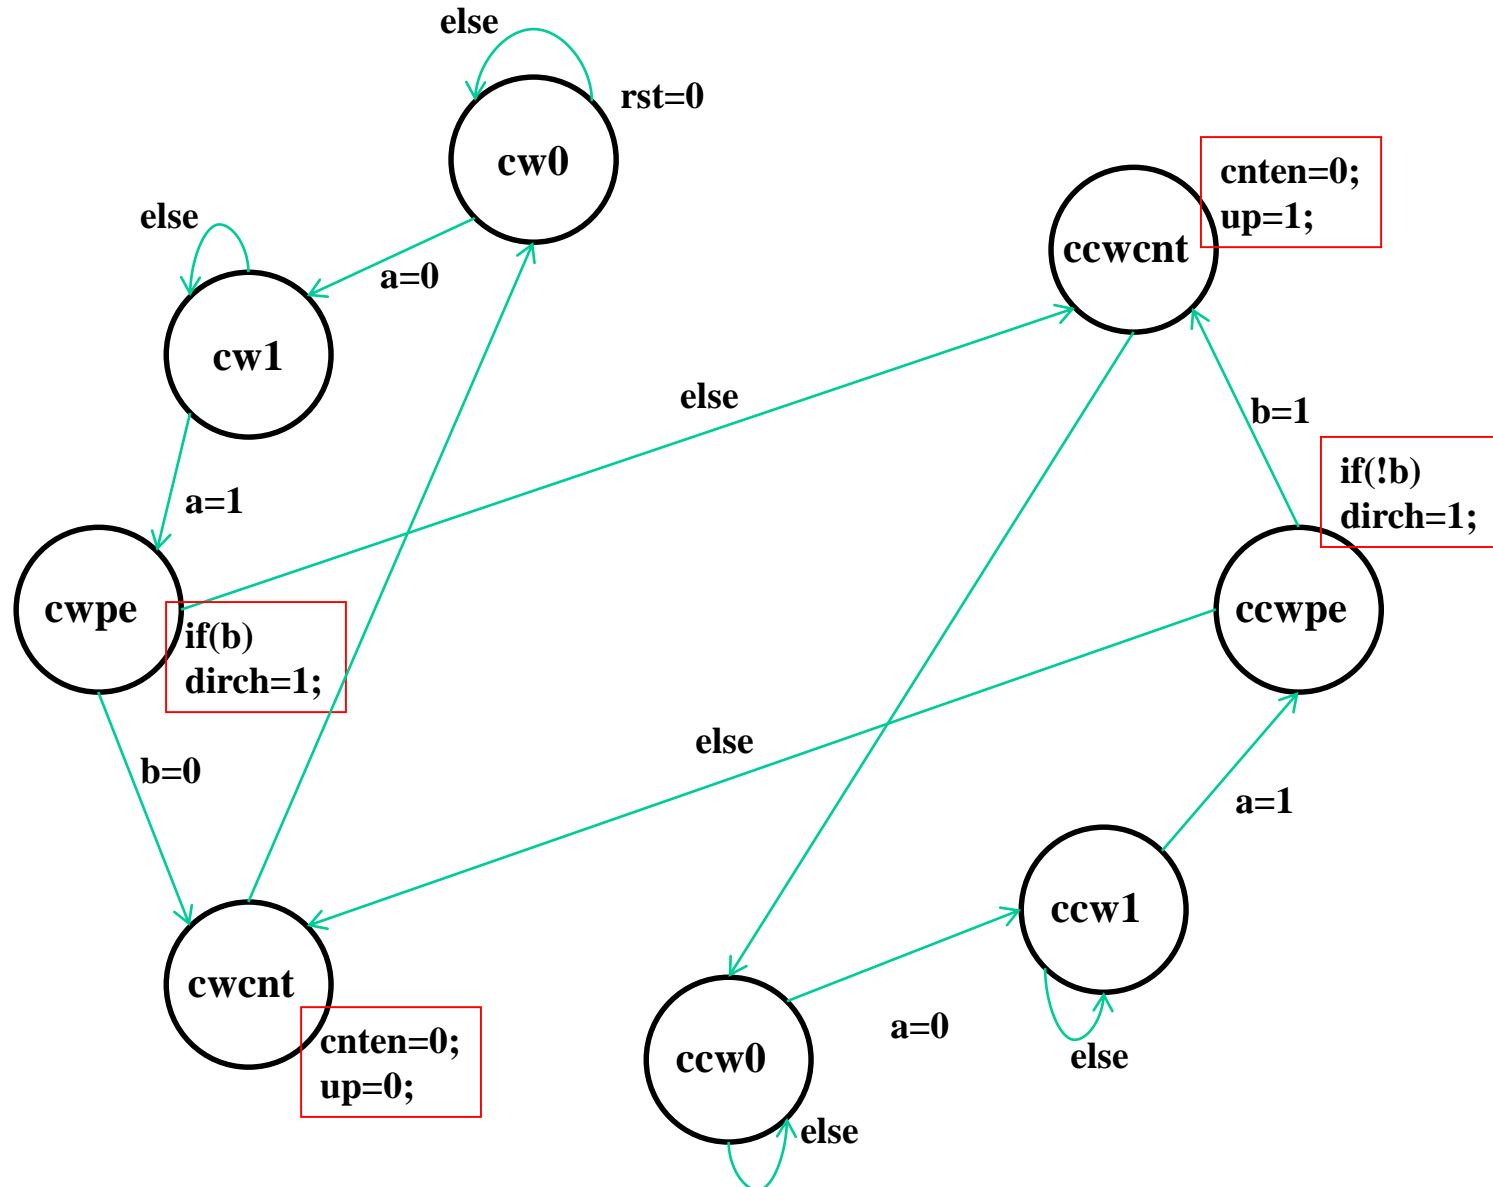 else
rst=0
cw0
cnten=0;
up=1;
else
ccwcnt
a=0
cw1
else
b=1
if(!b)
dirch=1;
a=1
cwpe
ccwpe
if(b)
dirch=1;
else
b=0
a=1
ccw1
cwcnt
a=0
cnten=0;
up=0;
ccw0
else
else